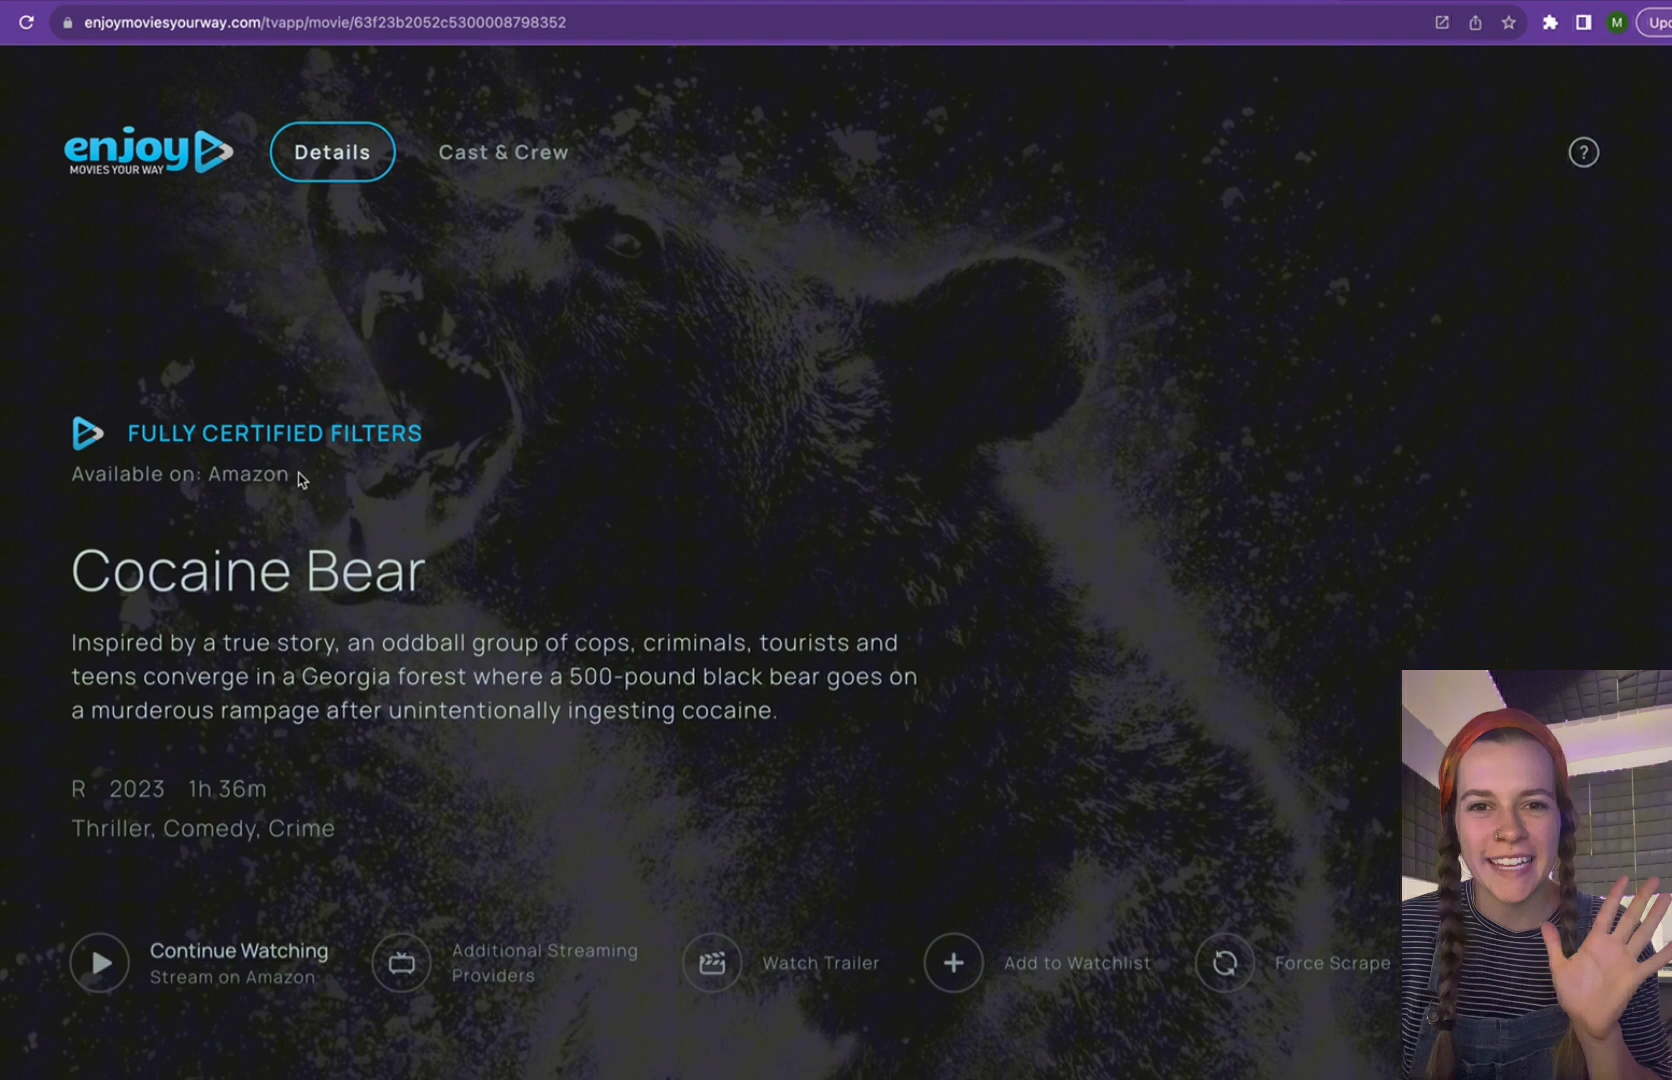 enjoymoviesyourway.com/tvapp/movie/63f23b2052c5300008798352
M
Upd
enjoy
MOVIES YOUR WAY
Details
Cast & Crew
?
FULLY CERTIFIED FILTERS
Available on: Amazon
Cocaine Bear
Inspired by a true story, an oddball group of cops, criminals, tourists and
teens converge in a Georgia forest where a 500-pound black bear goes on
a murderous rampage after unintentionally ingesting cocaine.
R 2023 1h 36m
Thriller, Comedy, Crime
Continue Watching
Stream on Amazon
Additional Streaming
Providers
Watch Trailer
Add to Watchlist
Force Scrape